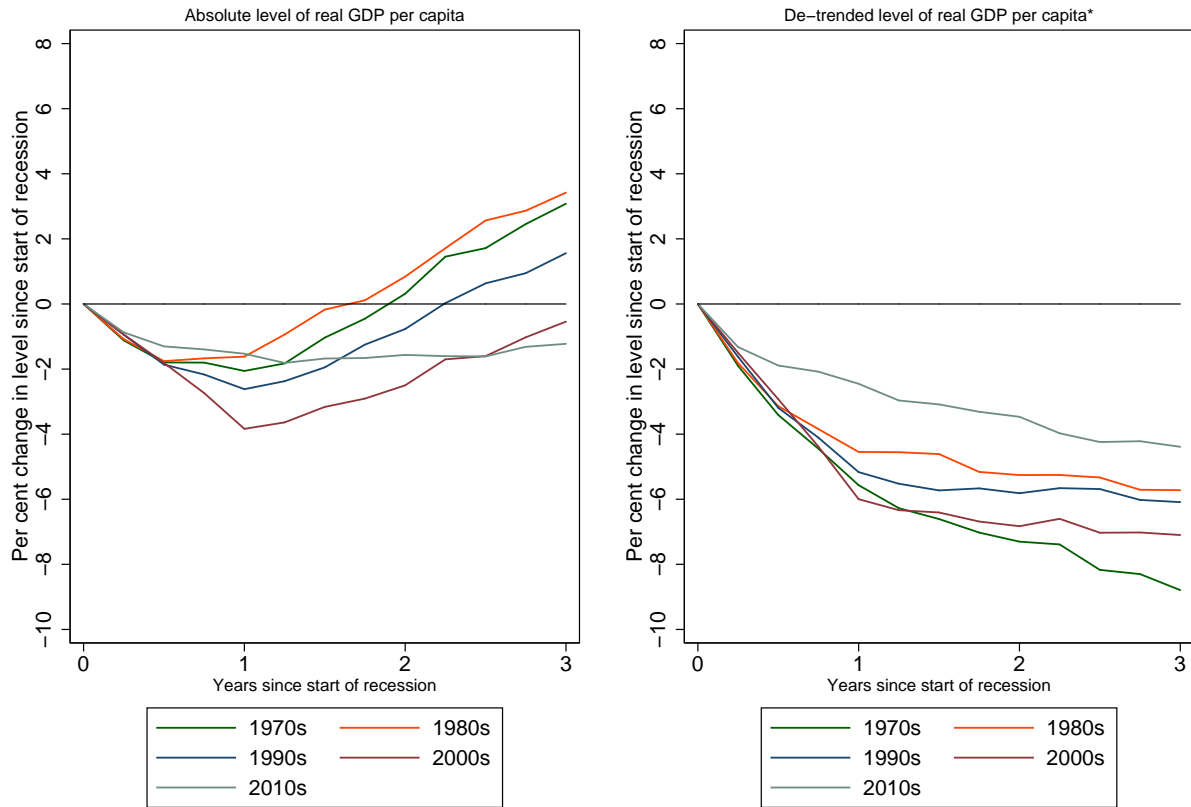 Absolute level of real GDP per capita
Per cent change in level since start of recession
8
6
4
2
0
−2
−4
−6
−8
−10
0 1 2 3
Years since start of recession
1970s 1980s
1990s 2000s
2010s
De−trended level of real GDP per capita*
Per cent change in level since start of recession
8
6
4
2
0
−2
−4
−6
−8
−10
0 1 2 3
Years since start of recession
1970s 1980s
1990s 2000s
2010s